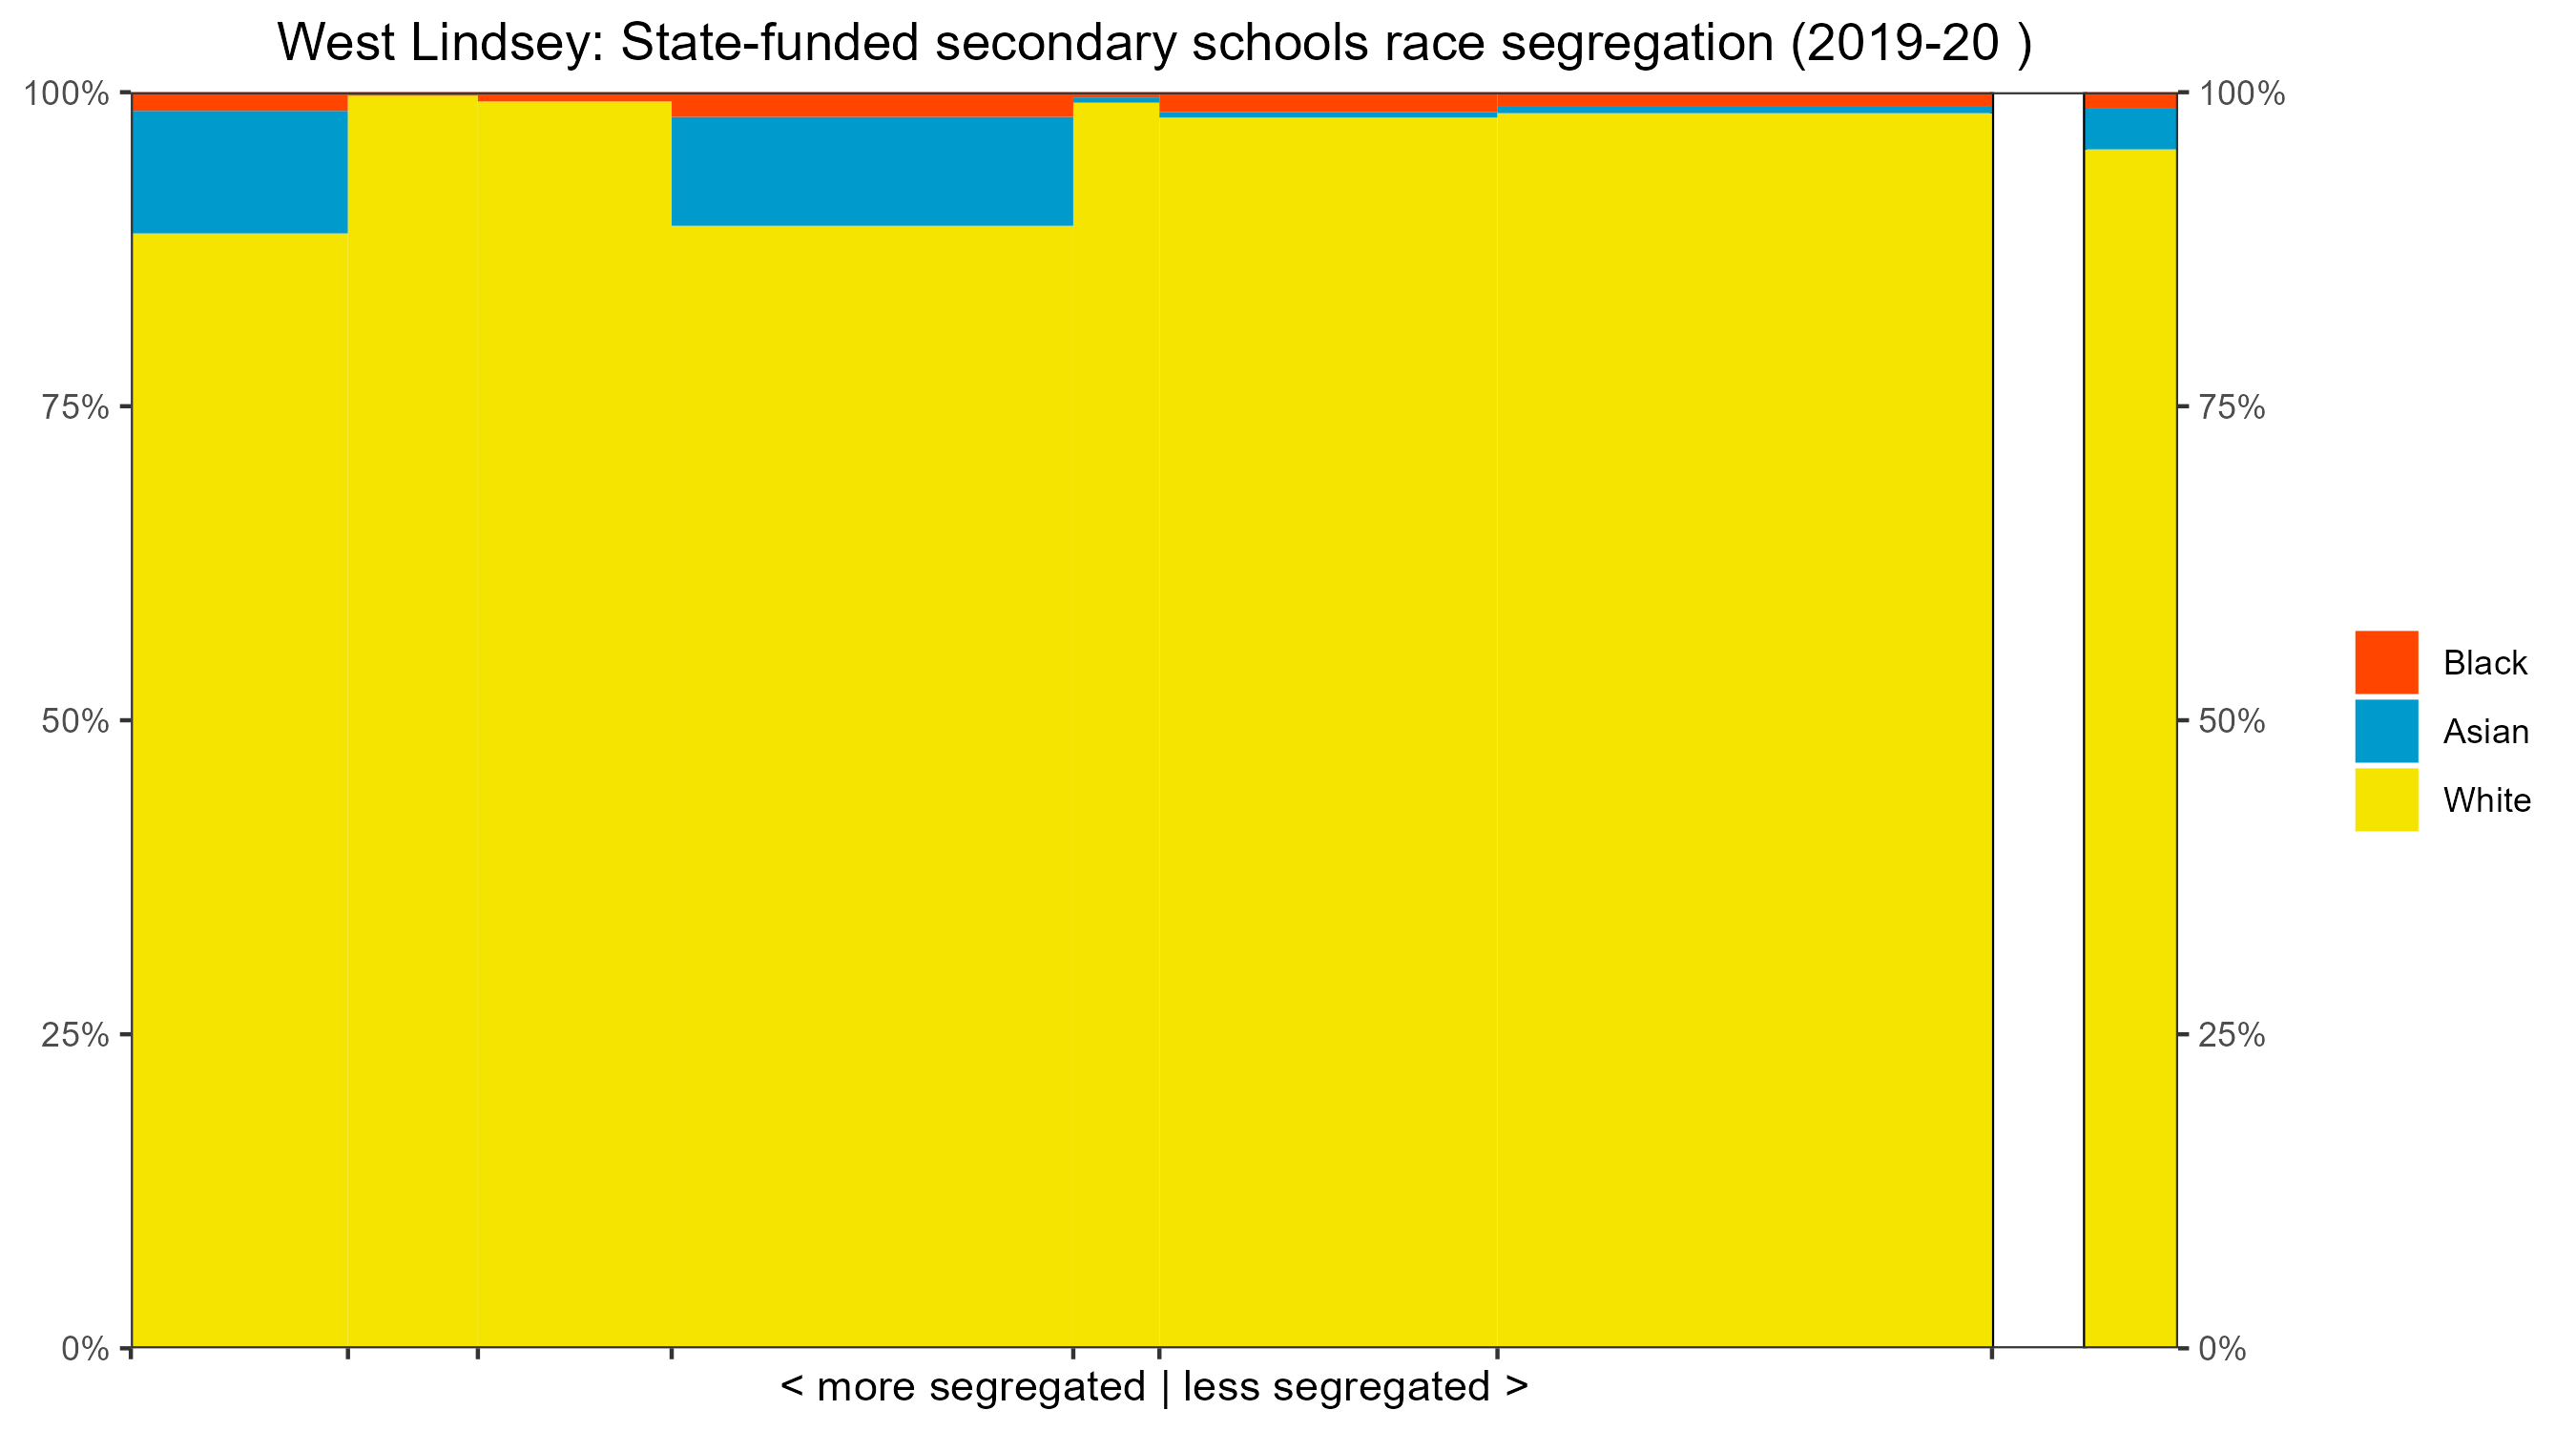 West Lindsey: State-funded secondary schools race segregation (2019-20 )
100%
75%
50%
25%
0%
100%
75%
50%
25%
0%
Black
Asian
White
< more segregated | less segregated >